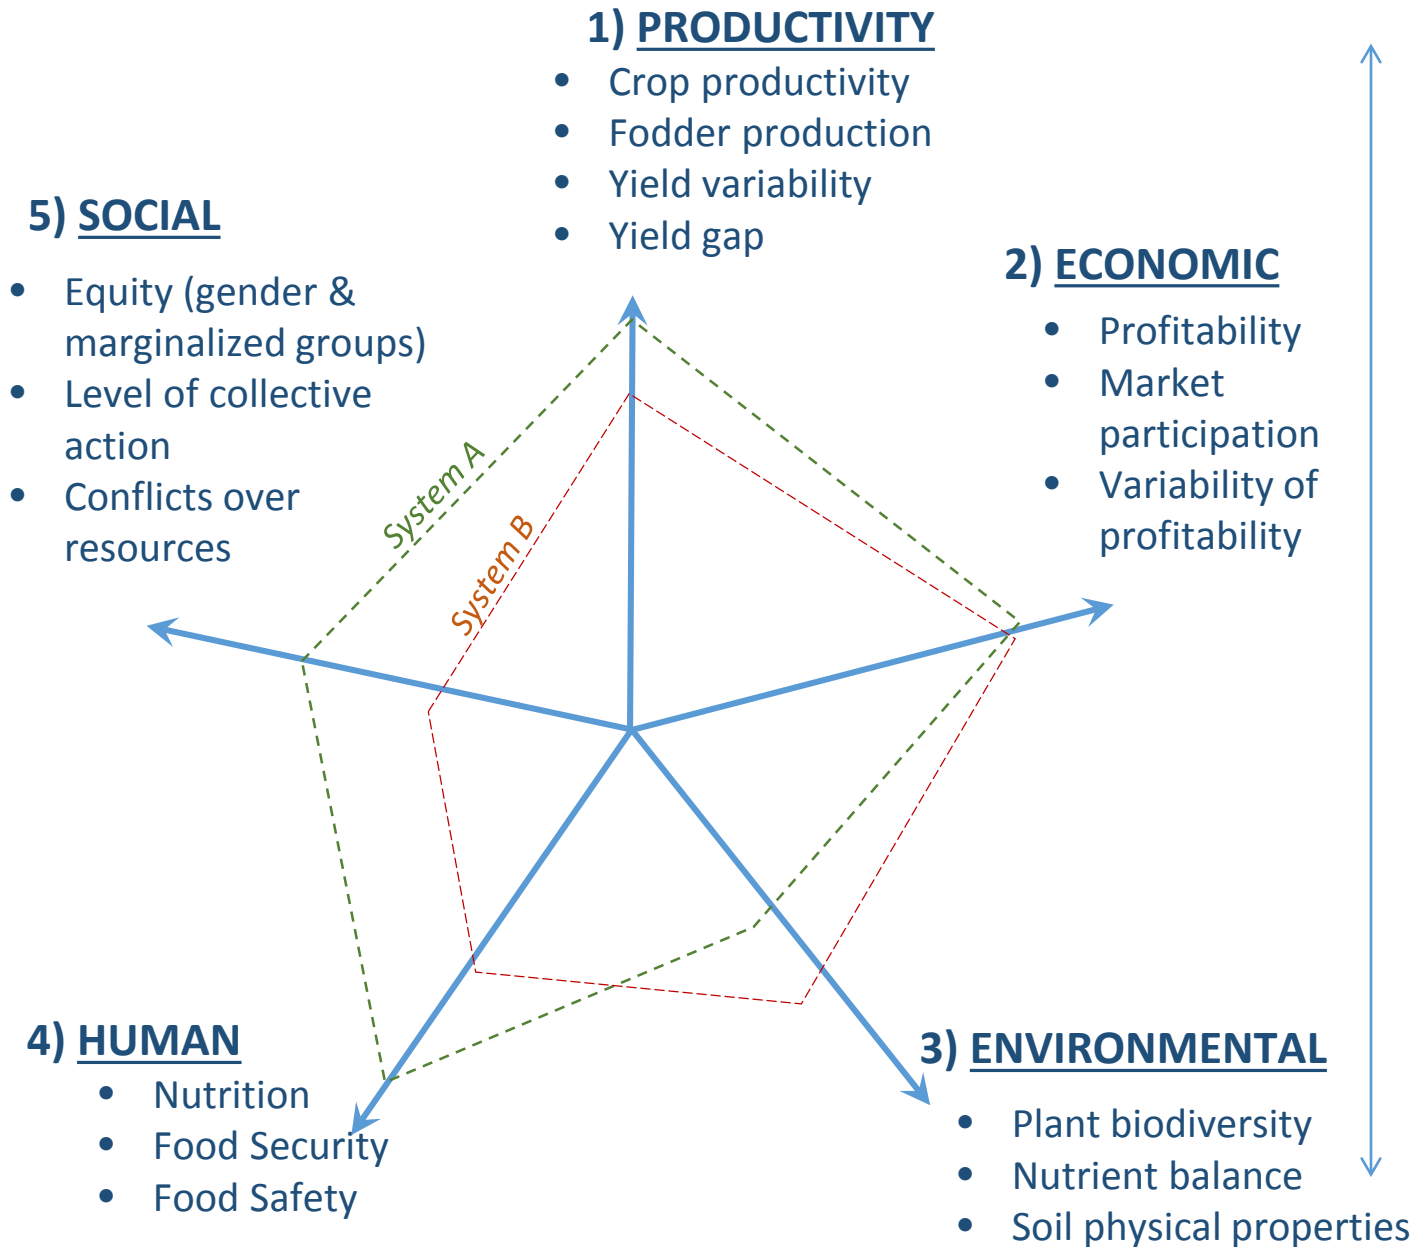 1) PRODUCTIVITY
• Crop productivity
• Fodder production
• Yield variability
• Yield gap
2) ECONOMIC
• Profitability
• Market
participation
• Variability of
profitability
3) ENVIRONMENTAL
• Plant biodiversity
• Nutrient balance
• Soil physical properties
4) HUMAN
• Nutrition
• Food Security
• Food Safety
5) SOCIAL
• Equity (gender &
marginalized groups)
• Level of collective
action
• Conflicts over
resources
System A
System B